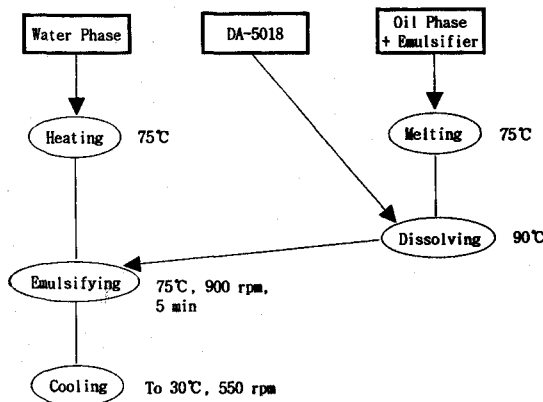 Water Phase
DA-5018
Oil Phase
+ Emulsifier
Heating
75℃
Melting
75℃
Dissolving
90℃
Emulsifying
75℃, 900 rpm,
5 min
Cooling
To 30℃, 550 rpm